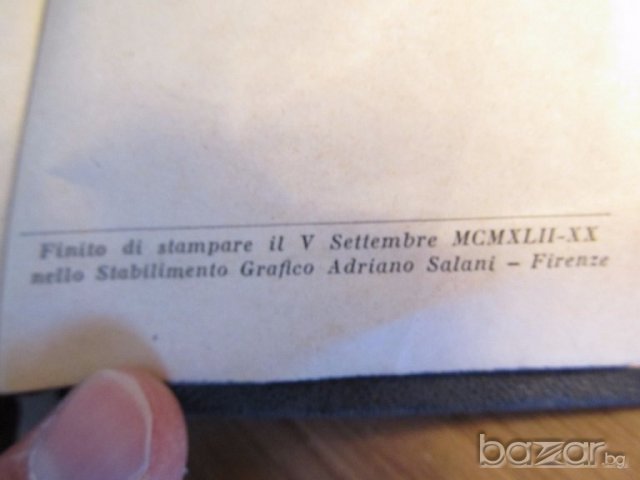 Finito di stampare il V Settembre MCMXLII-XX
nello Stabilimento Grafico Adriano Salani – Firenze
bazar.bg